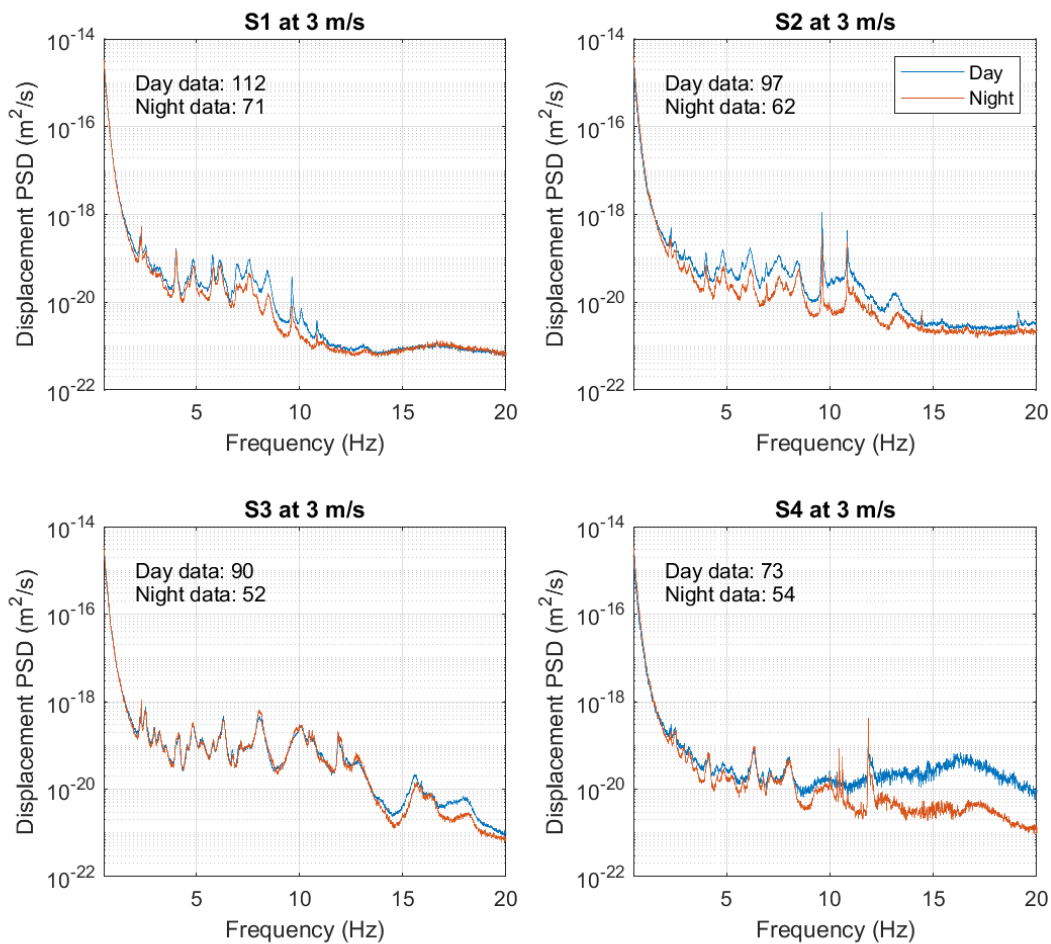 S1 at 3 m/s
Displacement PSD (m²/s)
10⁻¹⁴
10⁻¹⁶
10⁻¹⁸
10⁻²⁰
10⁻²²
Day data: 112
Night data: 71
5 10 15 20
Frequency (Hz)
S2 at 3 m/s
Displacement PSD (m²/s)
10⁻¹⁴
10⁻¹⁶
10⁻¹⁸
10⁻²⁰
10⁻²²
Day data: 97
Night data: 62
Day
Night
5 10 15 20
Frequency (Hz)
S3 at 3 m/s
Displacement PSD (m²/s)
10⁻¹⁴
10⁻¹⁶
10⁻¹⁸
10⁻²⁰
10⁻²²
Day data: 90
Night data: 52
5 10 15 20
Frequency (Hz)
S4 at 3 m/s
Displacement PSD (m²/s)
10⁻¹⁴
10⁻¹⁶
10⁻¹⁸
10⁻²⁰
10⁻²²
Day data: 73
Night data: 54
5 10 15 20
Frequency (Hz)